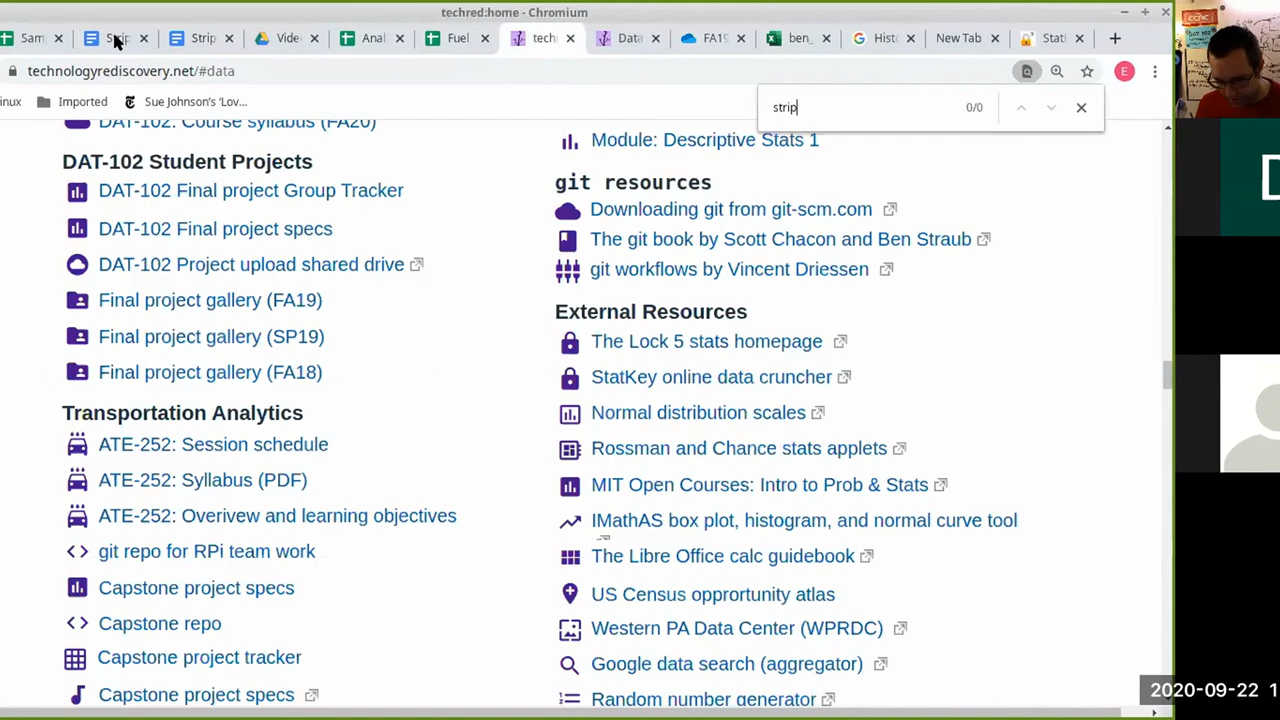 techred:home - Chromium
Sam
Strip
Strip
Vide
Anal
Fuel
tech
Data
FA19
ben_
Hist
New Tab
Stat
technologyrediscovery.net/#data
E
inux
Imported
Sue Johnson's 'Lov...
strip
0/0
DAT-102: Course syllabus (FA20)
DAT-102 Student Projects
DAT-102 Final project Group Tracker
DAT-102 Final project specs
DAT-102 Project upload shared drive
Final project gallery (FA19)
Final project gallery (SP19)
Final project gallery (FA18)
Transportation Analytics
ATE-252: Session schedule
ATE-252: Syllabus (PDF)
ATE-252: Overivew and learning objectives
git repo for RPi team work
Capstone project specs
Capstone repo
Capstone project tracker
Capstone project specs
Module: Descriptive Stats 1
git resources
Downloading git from git-scm.com
The git book by Scott Chacon and Ben Straub
git workflows by Vincent Driessen
External Resources
The Lock 5 stats homepage
StatKey online data cruncher
Normal distribution scales
Rossman and Chance stats applets
MIT Open Courses: Intro to Prob & Stats
IMathAS box plot, histogram, and normal curve tool
The Libre Office calc guidebook
US Census opprortunity atlas
Western PA Data Center (WPRDC)
Google data search (aggregator)
Random number generator
CCAC
D
2020-09-22 1